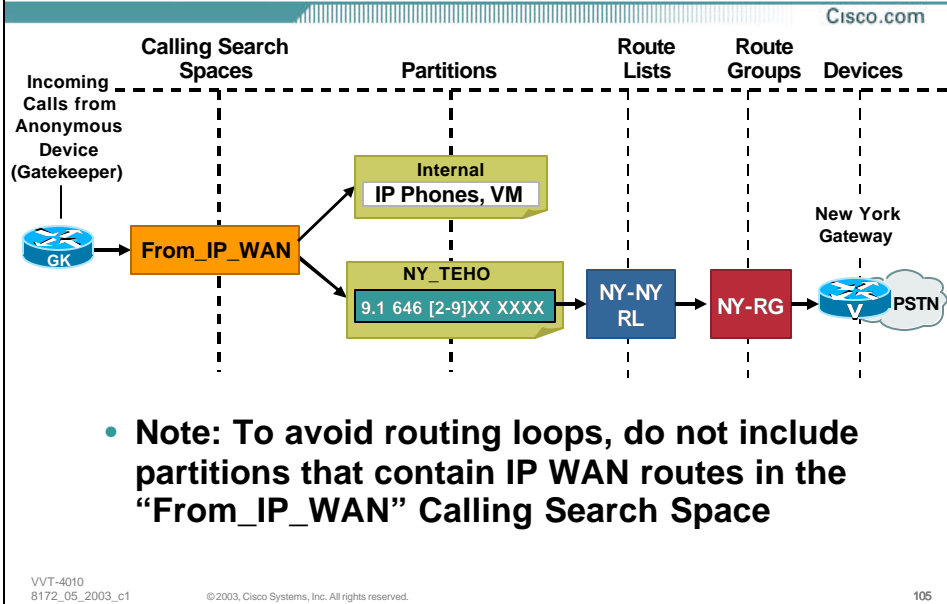 Cisco.com
Calling Search
Spaces
Partitions
Route
Lists
Route
Groups
Devices
Incoming
Calls from
Anonymous
Device
(Gatekeeper)
GK
From_IP_WAN
Internal
IP Phones, VM
NY_TEHO
9.1 646 [2-9]XX XXXX
NY-NY
RL
NY-RG
New York
Gateway
V
PSTN
• Note: To avoid routing loops, do not include
partitions that contain IP WAN routes in the
“From_IP_WAN” Calling Search Space
VVT-4010
8172_05_2003_c1
© 2003, Cisco Systems, Inc. All rights reserved.
105